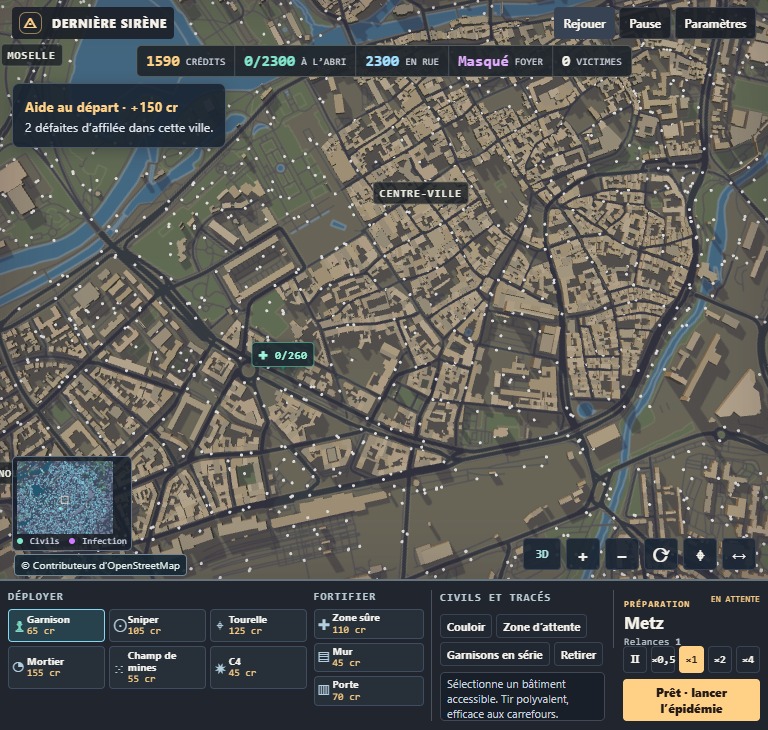 DERNIÈRE SIRÈNE
Rejouer
Pause
Paramètres
MOSELLE
1590 CRÉDITS
0/2300 À L'ABRI
2300 EN RUE
Masqué FOYER
0 VICTIMES
Aide au départ · +150 cr
2 défaites d'affilée dans cette ville.
CENTRE-VILLE
+ 0/260
NO
Civils
Infection
© Contributeurs d'OpenStreetMap
3D
+
−
DÉPLOYER
Garnison
65 cr
Sniper
105 cr
Tourelle
125 cr
Mortier
155 cr
Champ de
mines
55 cr
C4
45 cr
FORTIFIER
Zone sûre
110 cr
Mur
45 cr
Porte
70 cr
CIVILS ET TRACÉS
Couloir
Zone d'attente
Garnisons en série
Retirer
Sélectionne un bâtiment
accessible. Tir polyvalent,
efficace aux carrefours.
PRÉPARATION
EN ATTENTE
Metz
Relances 1
×0,5
×1
×2
×4
Prêt · lancer
l'épidémie